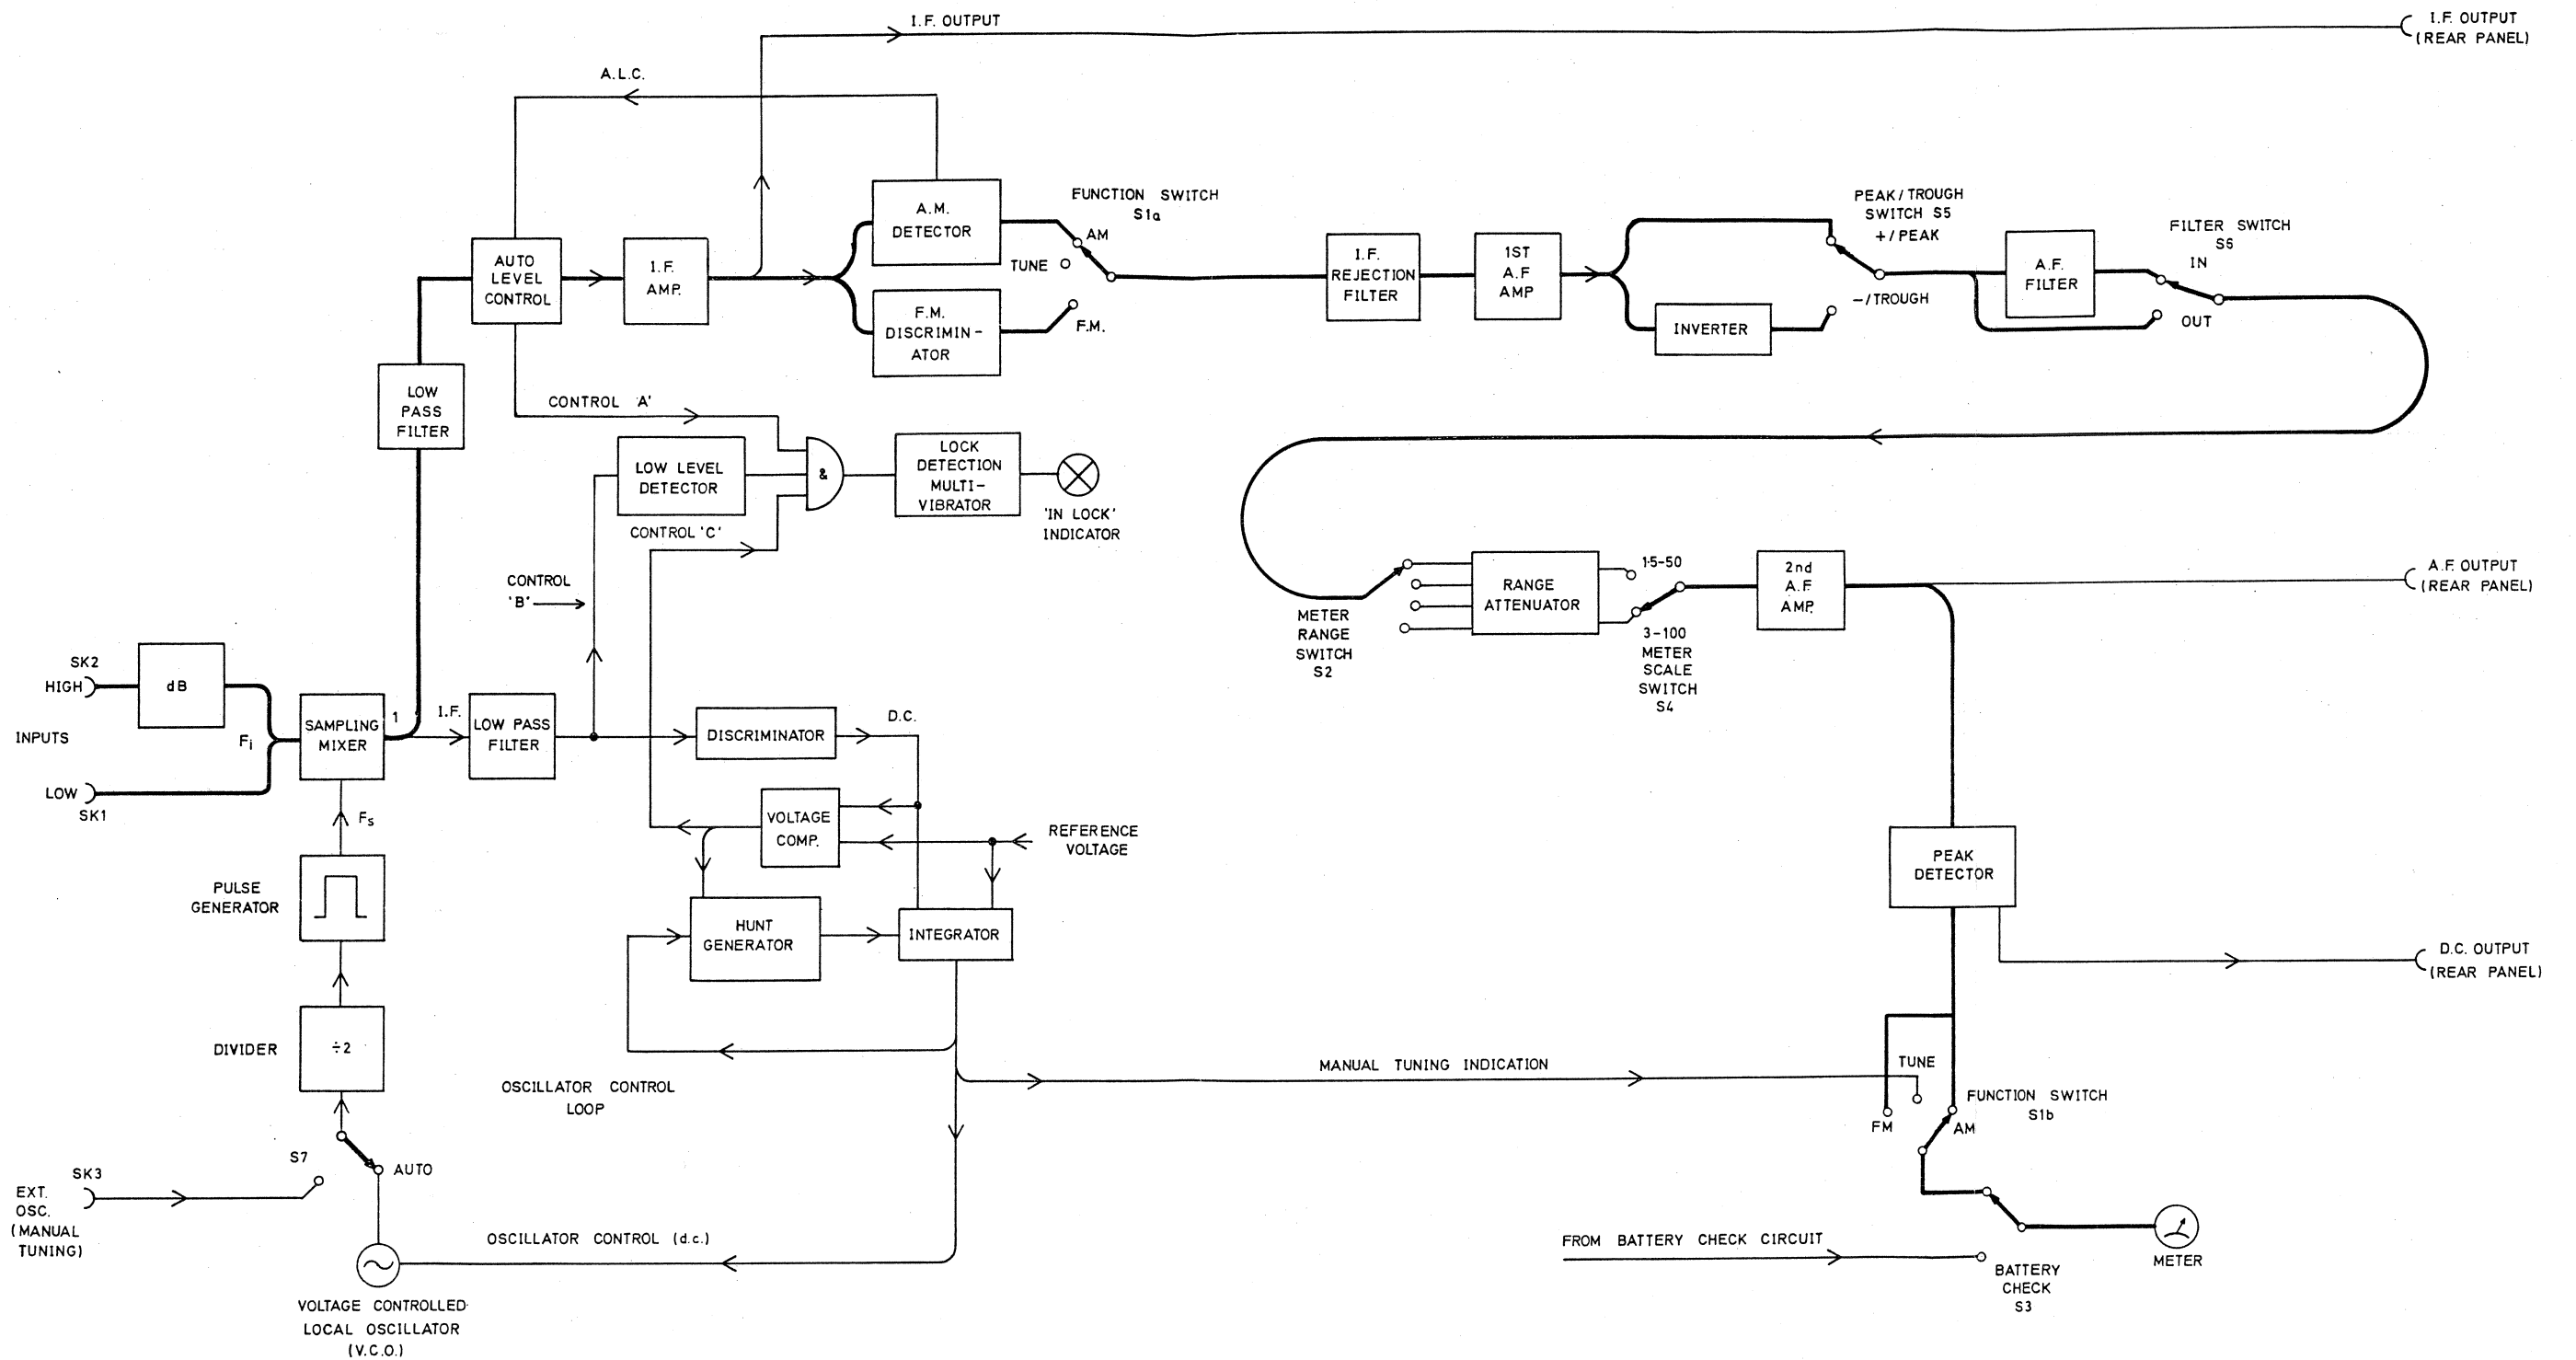 I.F. OUTPUT
I.F. OUTPUT
(REAR PANEL)
A.L.C.
A.M.
DETECTOR
FUNCTION SWITCH
S1a
AM
TUNE
F.M.
AUTO
LEVEL
CONTROL
I.F.
AMP.
F.M.
DISCRIMIN-
ATOR
I.F.
REJECTION
FILTER
1ST
A.F
AMP
PEAK/TROUGH
SWITCH S5
+/PEAK
-/TROUGH
INVERTER
A.F.
FILTER
FILTER SWITCH
S6
IN
OUT
LOW
PASS
FILTER
CONTROL 'A'
LOW LEVEL
DETECTOR
&
LOCK
DETECTION
MULTI-
VIBRATOR
'IN LOCK'
INDICATOR
CONTROL 'C'
CONTROL
'B'
METER
RANGE
SWITCH
S2
RANGE
ATTENUATOR
1·5-50
3-100
METER
SCALE
SWITCH
S4
2nd
A.F.
AMP.
A.F. OUTPUT
(REAR PANEL)
SK2
HIGH
dB
INPUTS
Fi
LOW
SK1
SAMPLING
MIXER
1
I.F.
LOW PASS
FILTER
DISCRIMINATOR
D.C.
Fs
VOLTAGE
COMP.
REFERENCE
VOLTAGE
PULSE
GENERATOR
HUNT
GENERATOR
INTEGRATOR
PEAK
DETECTOR
D.C. OUTPUT
(REAR PANEL)
DIVIDER
÷2
OSCILLATOR CONTROL
LOOP
MANUAL TUNING INDICATION
TUNE
FM
AM
FUNCTION SWITCH
S1b
S7
AUTO
SK3
EXT.
OSC.
(MANUAL
TUNING)
OSCILLATOR CONTROL (d.c.)
VOLTAGE CONTROLLED
LOCAL OSCILLATOR
(V.C.O.)
FROM BATTERY CHECK CIRCUIT
BATTERY
CHECK
S3
METER